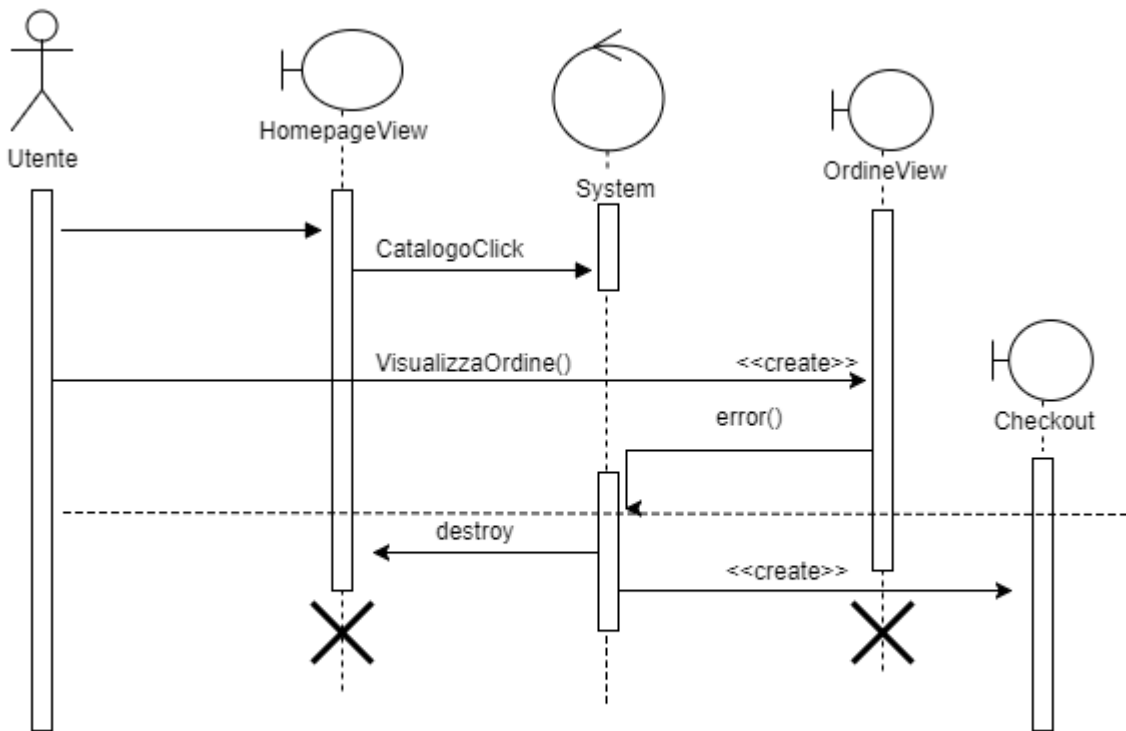 HomepageView
Utente
OrdineView
System
CatalogoClick
VisualizzaOrdine()
<<create>>
error()
Checkout
destroy
<<create>>